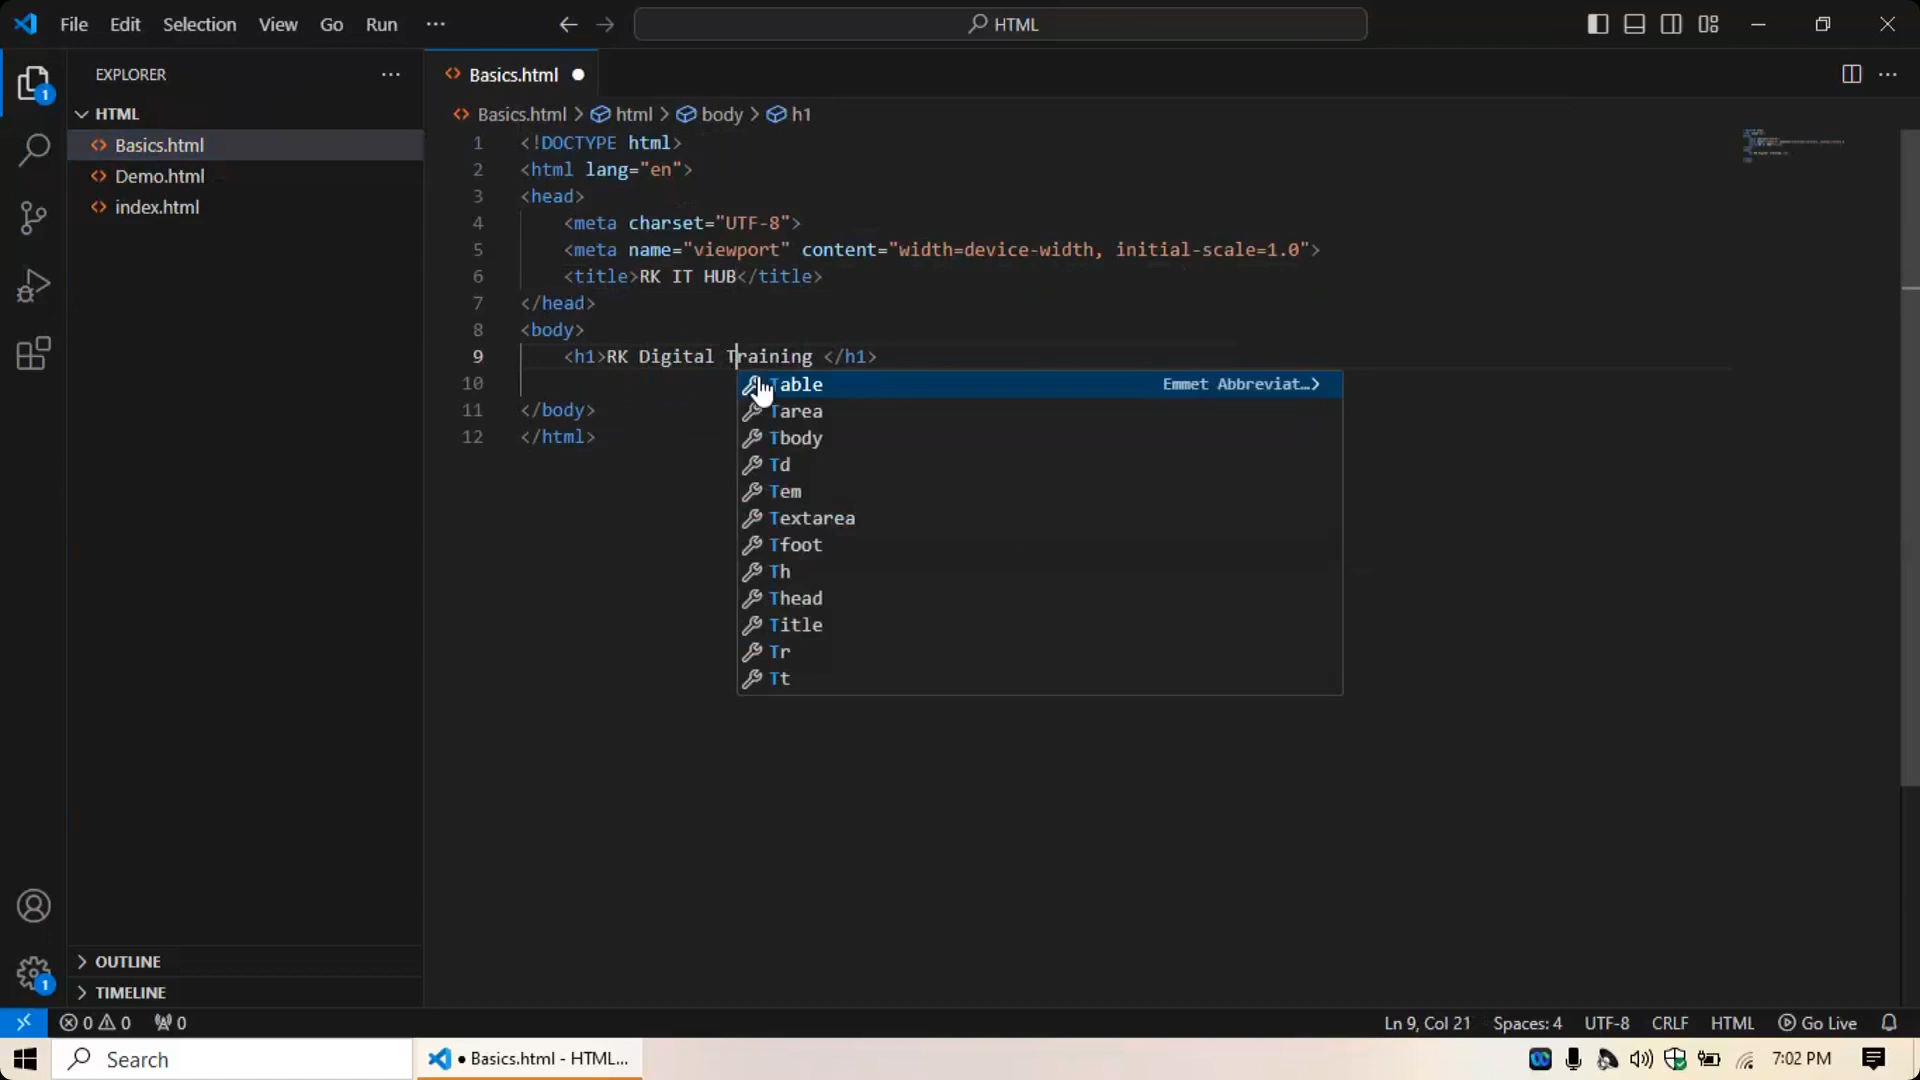 File Edit Selection View Go Run ...
HTML
EXPLORER ...
HTML
Basics.html
Demo.html
index.html
OUTLINE
TIMELINE
Basics.html
Basics.html > html > body > h1
1 <!DOCTYPE html>
2 <html lang="en">
3 <head>
4 <meta charset="UTF-8">
5 <meta name="viewport" content="width=device-width, initial-scale=1.0">
6 <title>RK IT HUB</title>
7 </head>
8 <body>
9 <h1>RK Digital Training </h1>
10
11 </body>
12 </html>
Table Emmet Abbreviat…>
Tarea
Tbody
Td
Tem
Textarea
Tfoot
Th
Thead
Title
Tr
Tt
1
1
0 0 0 Ln 9, Col 21 Spaces: 4 UTF-8 CRLF HTML Go Live
Search ● Basics.html - HTML... 7:02 PM